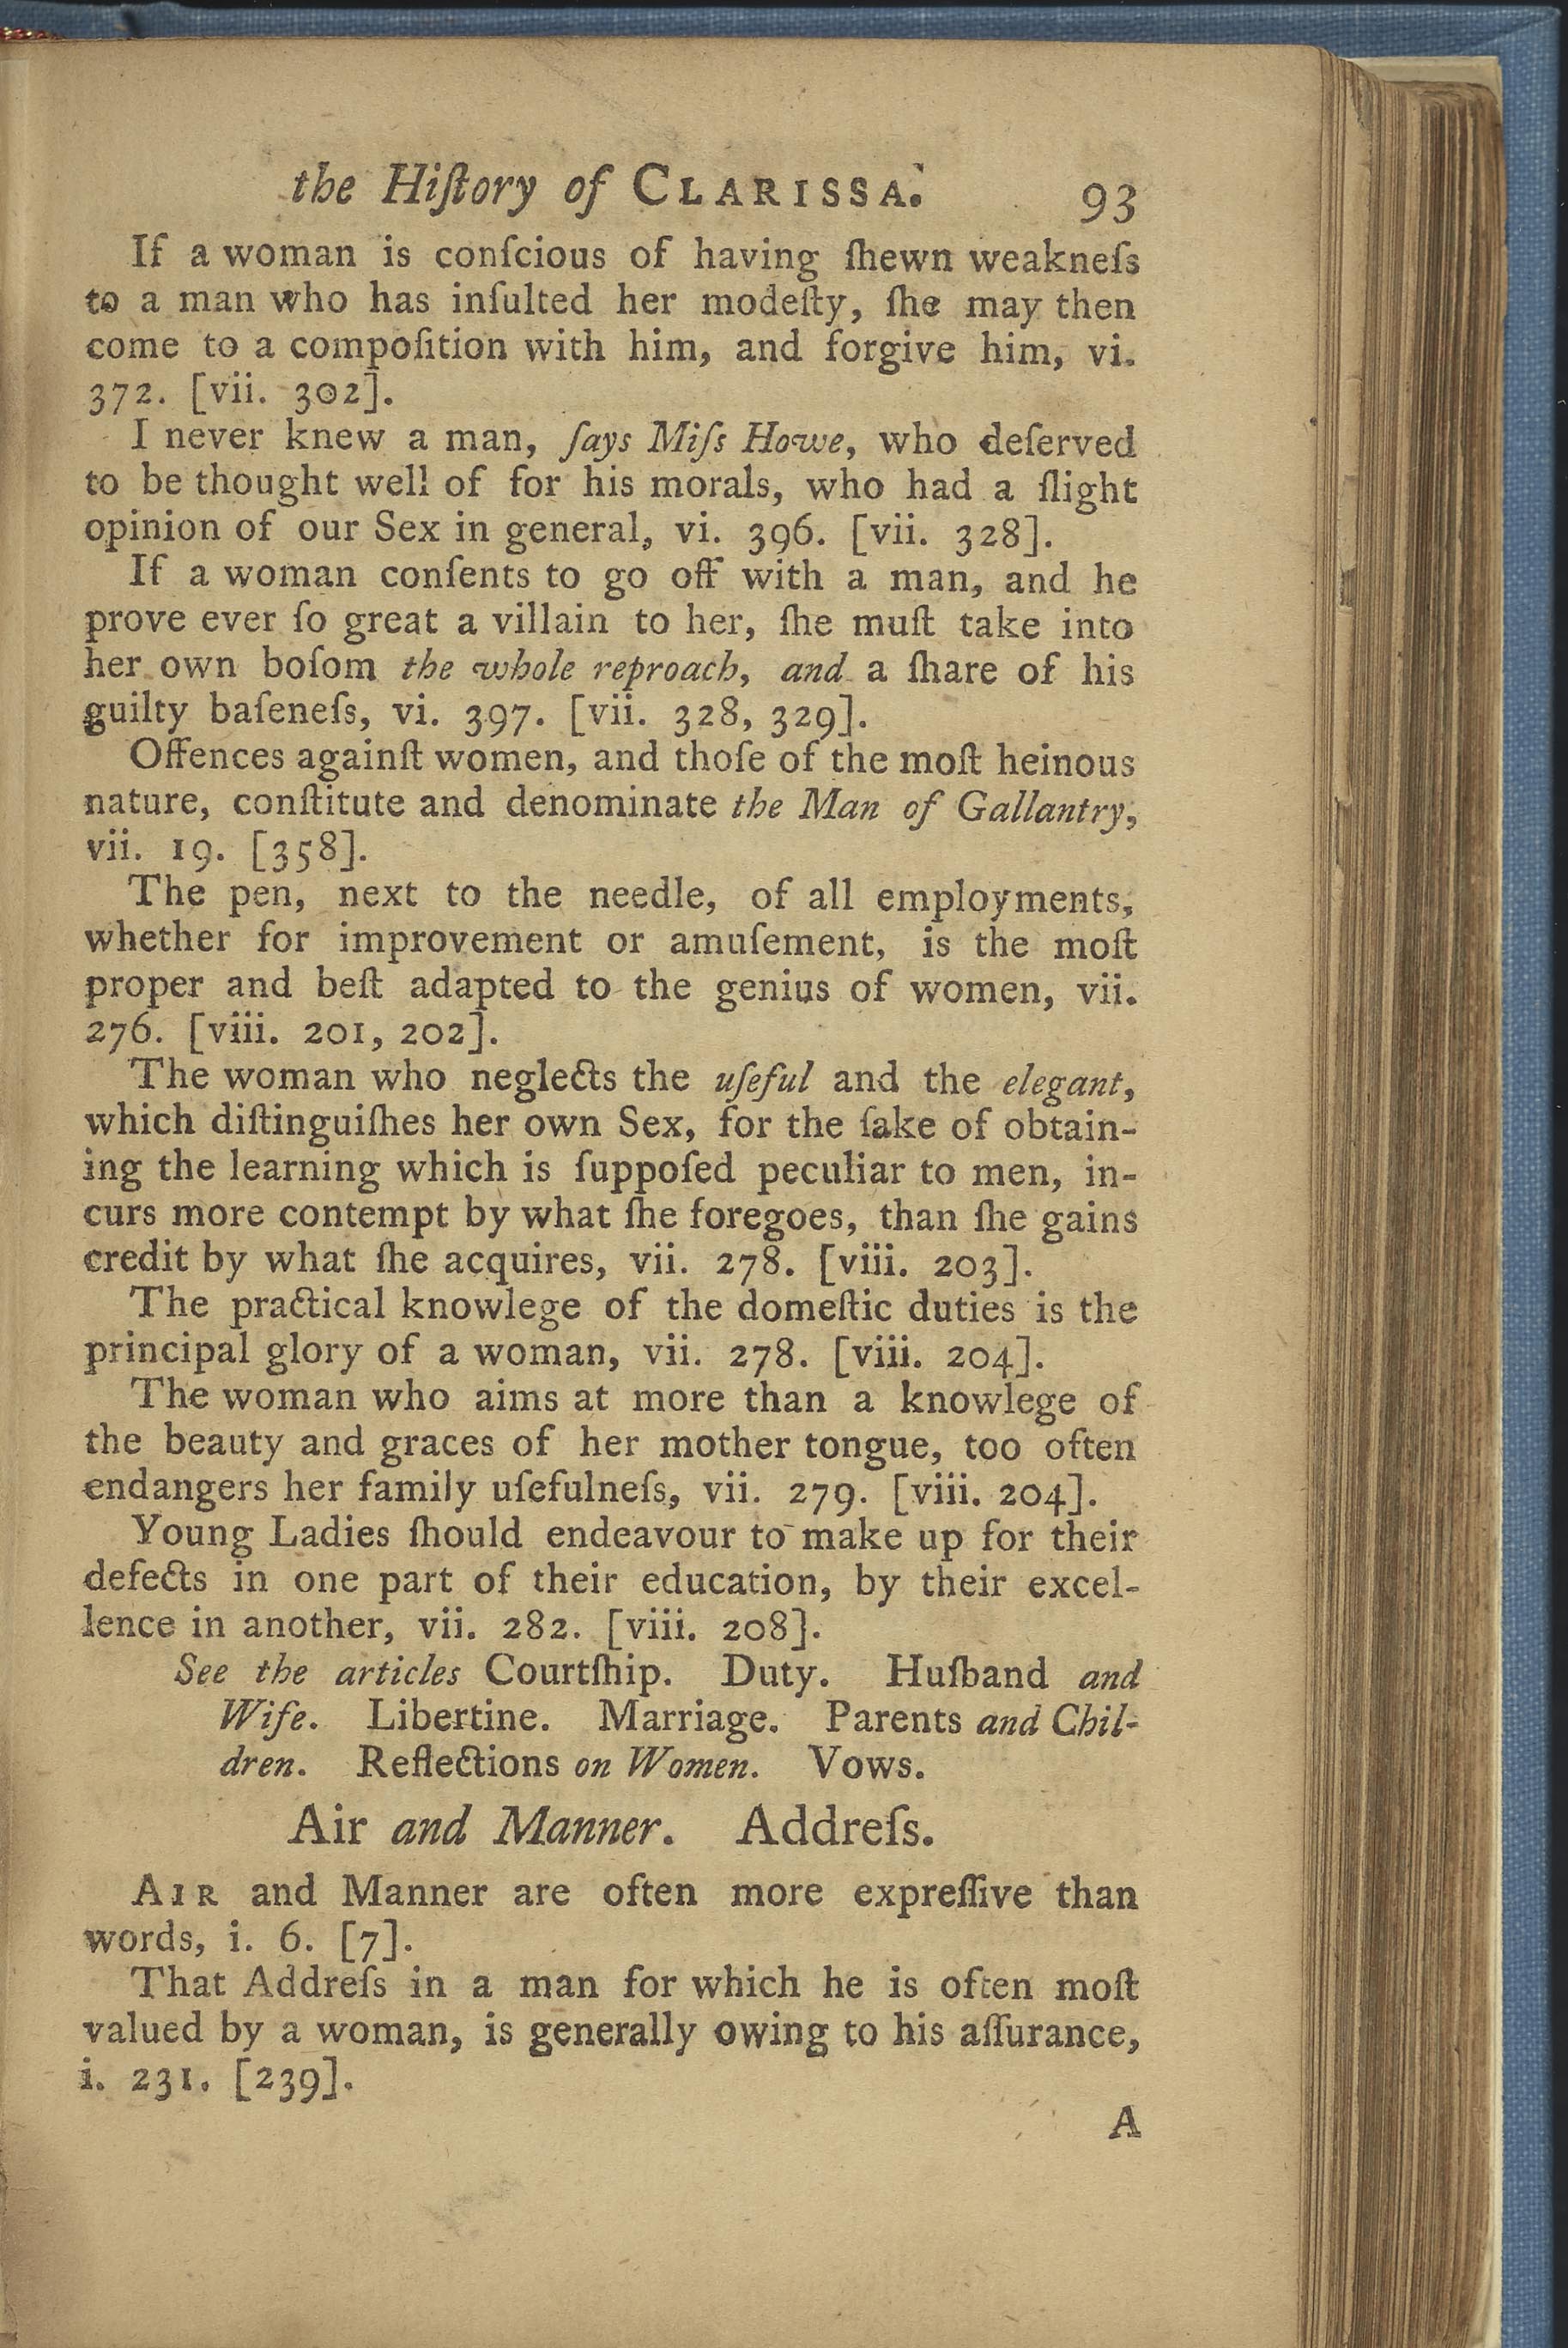 the Hiſtory of CLARISSA. 93
If a woman is conſcious of having ſhewn weakneſs
to a man who has inſulted her modeſty, ſhe may then
come to a compoſition with him, and forgive him, vi.
372. [vii. 302].
I never knew a man, ſays Miſs Howe, who deſerved
to be thought well of for his morals, who had a ſlight
opinion of our Sex in general, vi. 396. [vii. 328].
If a woman conſents to go off with a man, and he
prove ever ſo great a villain to her, ſhe muſt take into
her own boſom the whole reproach, and a ſhare of his
guilty baſeneſs, vi. 397. [vii. 328, 329].
Offences againſt women, and thoſe of the moſt heinous
nature, conſtitute and denominate the Man of Gallantry,
vii. 19. [358].
The pen, next to the needle, of all employments,
whether for improvement or amuſement, is the moſt
proper and beſt adapted to the genius of women, vii.
276. [viii. 201, 202].
The woman who neglects the uſeful and the elegant,
which diſtinguiſhes her own Sex, for the ſake of obtain-
ing the learning which is ſuppoſed peculiar to men, in-
curs more contempt by what ſhe foregoes, than ſhe gains
credit by what ſhe acquires, vii. 278. [viii. 203].
The practical knowlege of the domeſtic duties is the
principal glory of a woman, vii. 278. [viii. 204].
The woman who aims at more than a knowlege of
the beauty and graces of her mother tongue, too often
endangers her family uſefulneſs, vii. 279. [viii. 204].
Young Ladies ſhould endeavour to make up for their
defects in one part of their education, by their excel-
lence in another, vii. 282. [viii. 208].
See the articles Courtſhip. Duty. Huſband and
Wife. Libertine. Marriage. Parents and Chil-
dren. Reflections on Women. Vows.
Air and Manner. Addreſs.
AIR and Manner are often more expreſſive than
words, i. 6. [7].
That Addreſs in a man for which he is often moſt
valued by a woman, is generally owing to his aſſurance,
i. 231. [239].
A